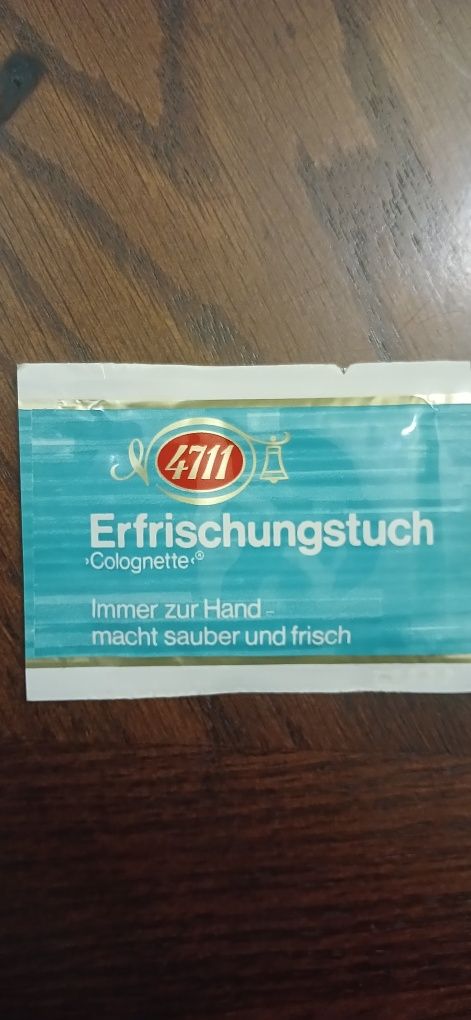 4711
Erfrischungstuch
›Colognette‹®
Immer zur Hand –
macht sauber und frisch